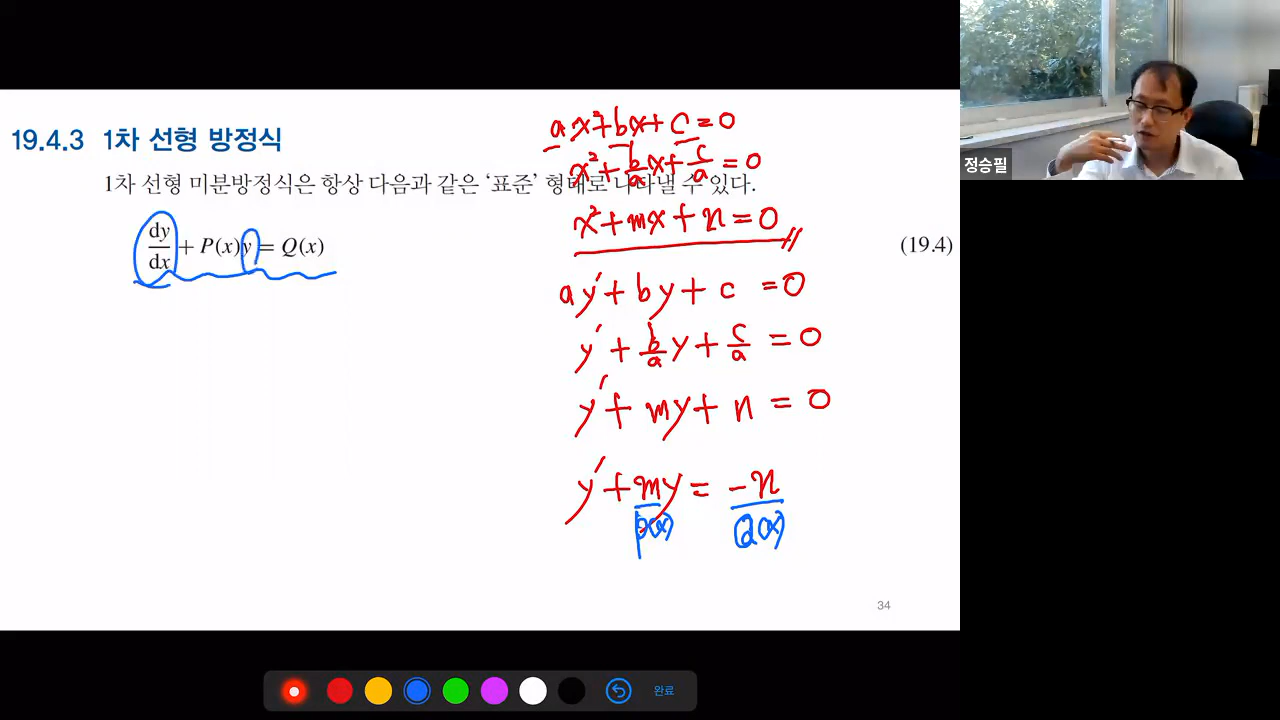 19.4.3 1차 선형 방정식
1차 선형 미분방정식은 항상 다음과 같은 ‘표준’ 형태로 나타낼 수 있다.
dy/dx + P(x)y = Q(x) (19.4)
ax²+bx+c=0
x²+b/a x+c/a=0
x²+mx+n=0
ay'+by+c =0
y'+b/a y+c/a =0
y'+my+n =0
y'+my= -n
p(x) Q(x)
34
정승필
완료